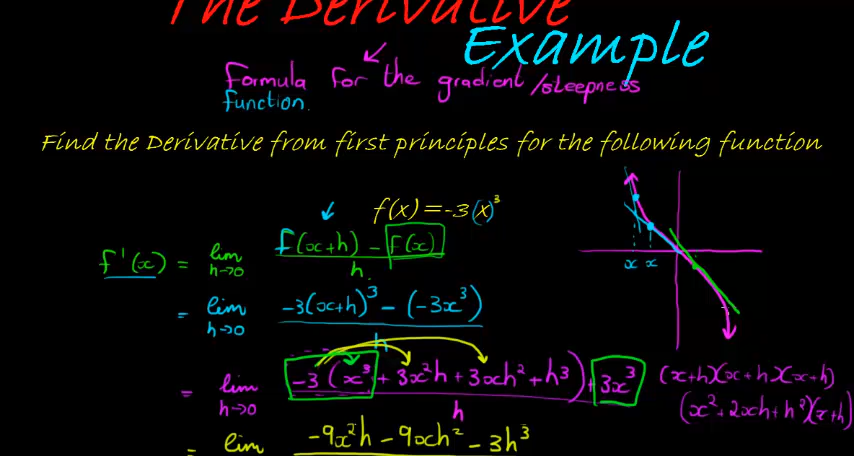 The Derivative
Example
Formula for the gradient/steepness
function.
Find the Derivative from first principles for the following function
f(x) = -3(x)³
f'(x) = lim h→0 f(x+h) - f(x) / h.
= lim h→0 -3(x+h)³ - (-3x³) / h
= lim h→0 -3(x³ + 3x²h + 3xh² + h³) + 3x³ / h
(x+h)(x+h)(x+h)
(x²+2xh+h²)(x+h)
= lim -9x²h - 9xh² - 3h³
x x